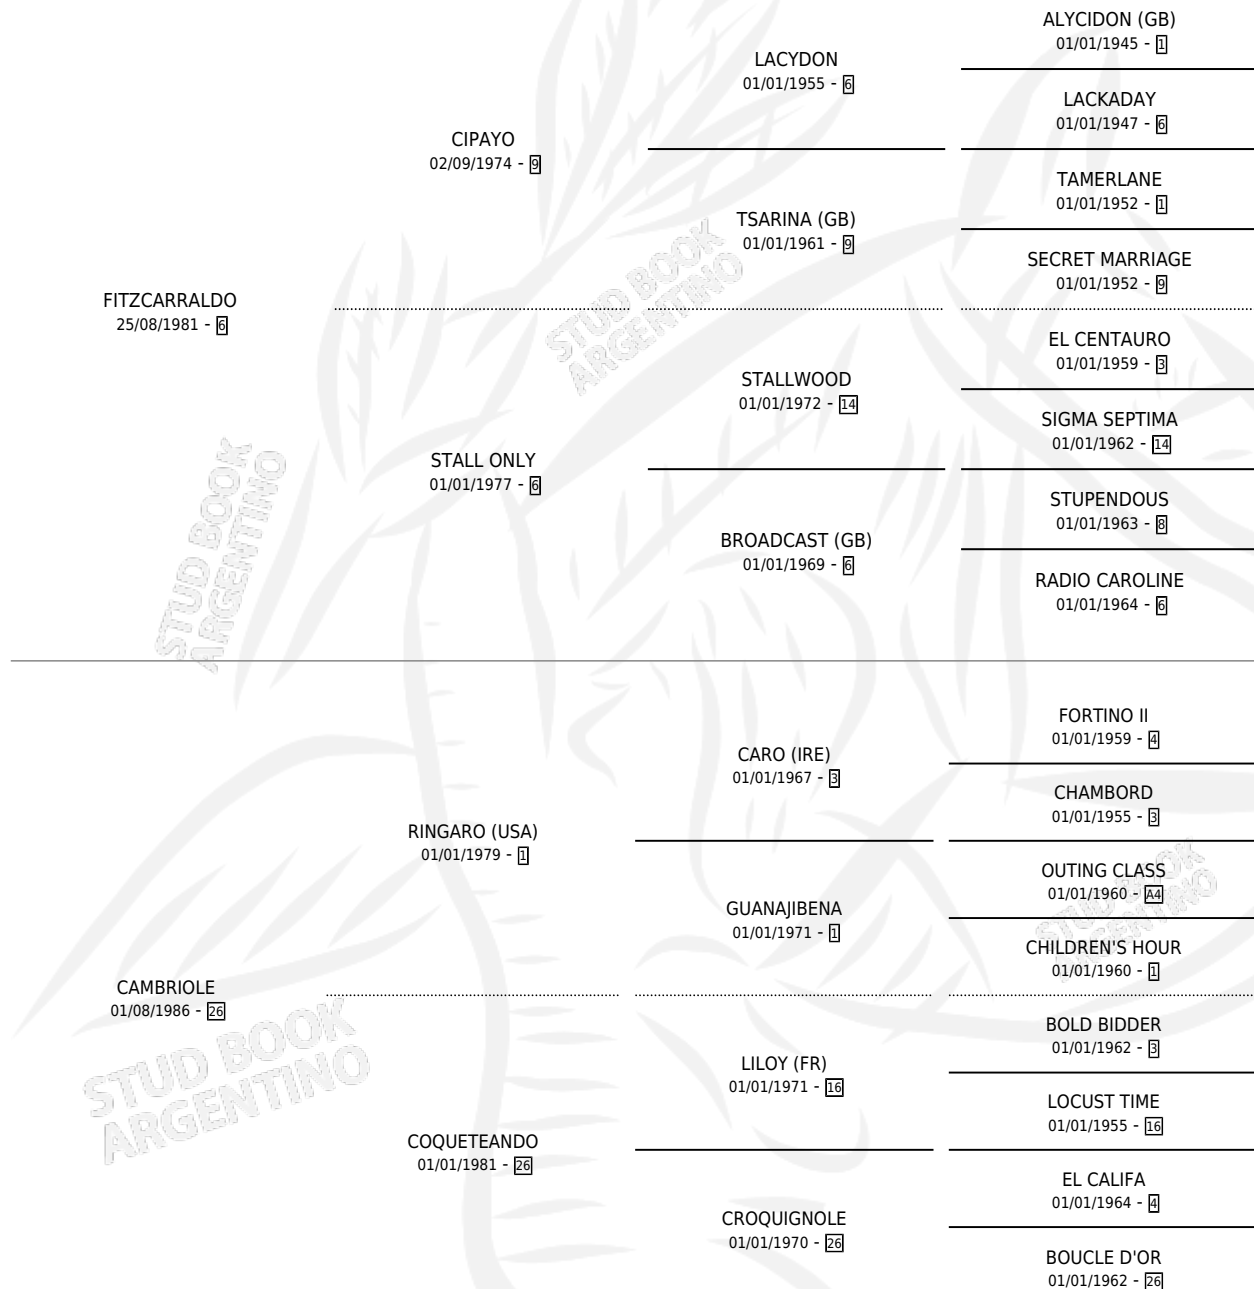 FITZCARRALDO
25/08/1981 - 6
CIPAYO
02/09/1974 - 9
LACYDON
01/01/1955 - 6
ALYCIDON (GB)
01/01/1945 - 1
LACKADAY
01/01/1947 - 6
TSARINA (GB)
01/01/1961 - 9
TAMERLANE
01/01/1952 - 1
SECRET MARRIAGE
01/01/1952 - 9
STALL ONLY
01/01/1977 - 6
STALLWOOD
01/01/1972 - 14
EL CENTAURO
01/01/1959 - 3
SIGMA SEPTIMA
01/01/1962 - 14
BROADCAST (GB)
01/01/1969 - 6
STUPENDOUS
01/01/1963 - 8
RADIO CAROLINE
01/01/1964 - 6
CAMBRIOLE
01/08/1986 - 26
RINGARO (USA)
01/01/1979 - 1
CARO (IRE)
01/01/1967 - 3
FORTINO II
01/01/1959 - 4
CHAMBORD
01/01/1955 - 3
GUANAJIBENA
01/01/1971 - 1
OUTING CLASS
01/01/1960 - A4
CHILDREN'S HOUR
01/01/1960 - 1
COQUETEANDO
01/01/1981 - 26
LILOY (FR)
01/01/1971 - 16
BOLD BIDDER
01/01/1962 - 3
LOCUST TIME
01/01/1955 - 16
CROQUIGNOLE
01/01/1970 - 26
EL CALIFA
01/01/1964 - 4
BOUCLE D'OR
01/01/1962 - 26
STUD BOOK
ARGENTINO
STUD BOOK
ARGENTINO
STUD BOOK
ARGENTINO
STUD BOOK
ARGENTINO